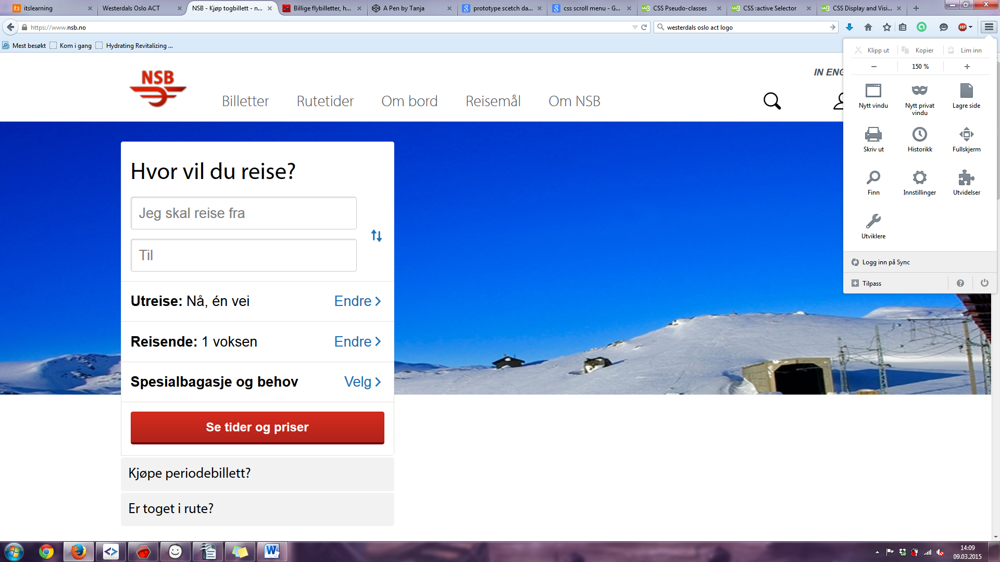 its itslearning
Westerdals Oslo ACT
NSB - Kjøp togbillett - n...
Billige flybilletter, h...
A Pen by Tanja
prototype scetch da...
css scroll menu - G...
CSS Pseudo-classes
CSS :active Selector
CSS Display and Visi...
https://www.nsb.no
westerdals oslo act logo
ABP
Mest besøkt
Kom i gang
Hydrating Revitalizing ...
Klipp ut
Kopier
Lim inn
150 %
Nytt vindu
Nytt privat
vindu
Lagre side
Skriv ut
Historikk
Fullskjerm
Finn
Innstillinger
Utvidelser
Utviklere
Logg inn på Sync
Tilpass
IN ENG
NSB
Billetter
Rutetider
Om bord
Reisemål
Om NSB
Hvor vil du reise?
Jeg skal reise fra
Til
Utreise: Nå, én vei Endre
Reisende: 1 voksen Endre
Spesialbagasje og behov Velg
Se tider og priser
Kjøpe periodebillett?
Er toget i rute?
14:09
09.03.2015